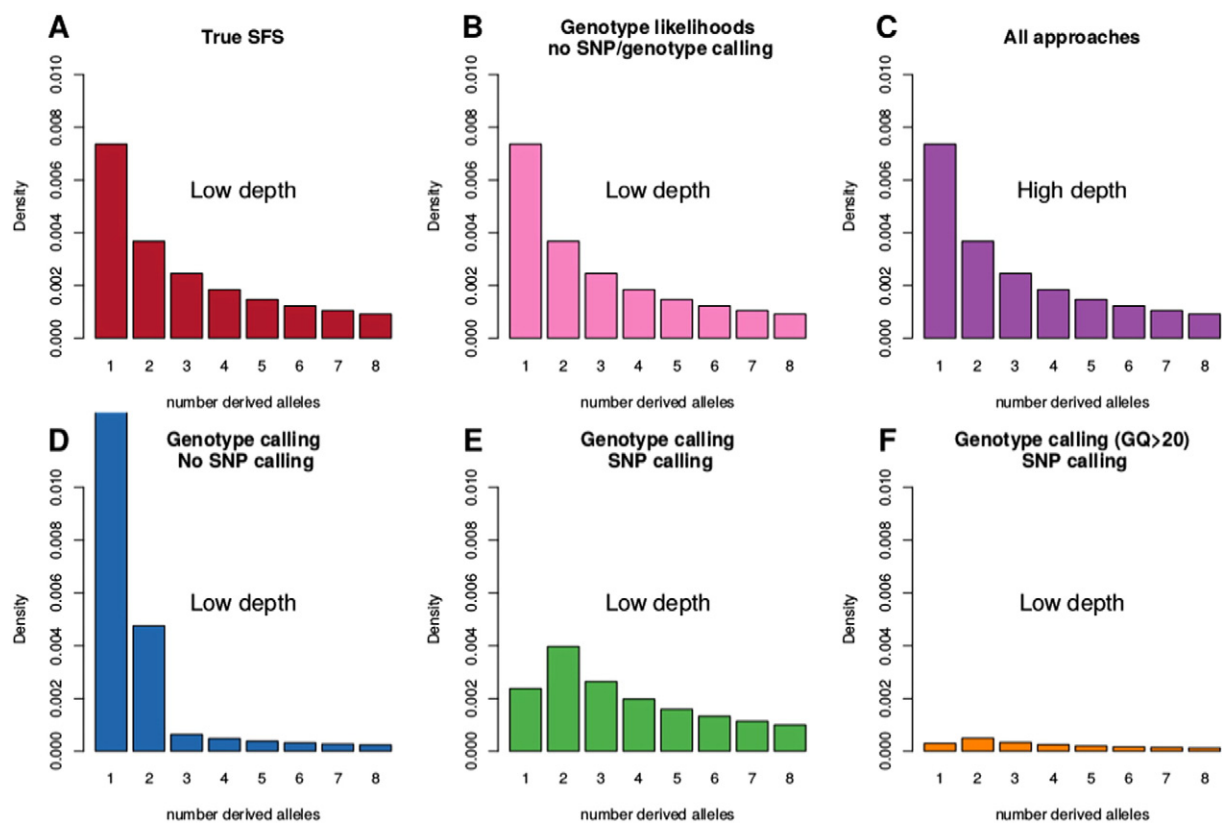 A
True SFS
Density
0.010
0.008
0.006
0.004
0.002
0.000
Low depth
1 2 3 4 5 6 7 8
number derived alleles
B
Genotype likelihoods
no SNP/genotype calling
Density
0.010
0.008
0.006
0.004
0.002
0.000
Low depth
1 2 3 4 5 6 7 8
number derived alleles
C
All approaches
Density
0.010
0.008
0.006
0.004
0.002
0.000
High depth
1 2 3 4 5 6 7 8
number derived alleles
D
Genotype calling
No SNP calling
Density
0.010
0.008
0.006
0.004
0.002
0.000
Low depth
1 2 3 4 5 6 7 8
number derived alleles
E
Genotype calling
SNP calling
Density
0.010
0.008
0.006
0.004
0.002
0.000
Low depth
1 2 3 4 5 6 7 8
number derived alleles
F
Genotype calling (GQ>20)
SNP calling
Density
0.010
0.008
0.006
0.004
0.002
0.000
Low depth
1 2 3 4 5 6 7 8
number derived alleles